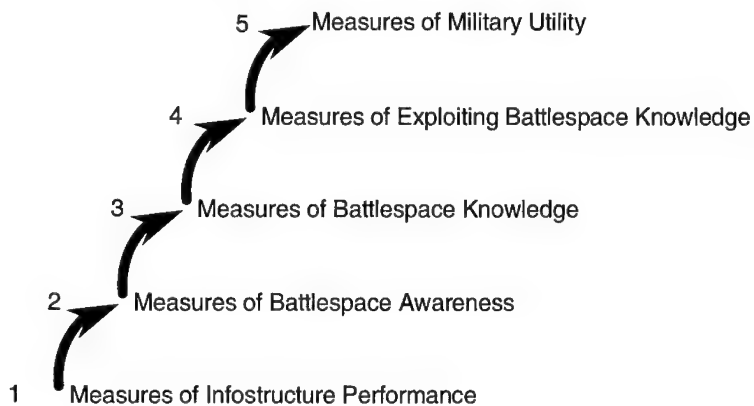 5 Measures of Military Utility
4 Measures of Exploiting Battlespace Knowledge
3 Measures of Battlespace Knowledge
2 Measures of Battlespace Awareness
1 Measures of Infostructure Performance